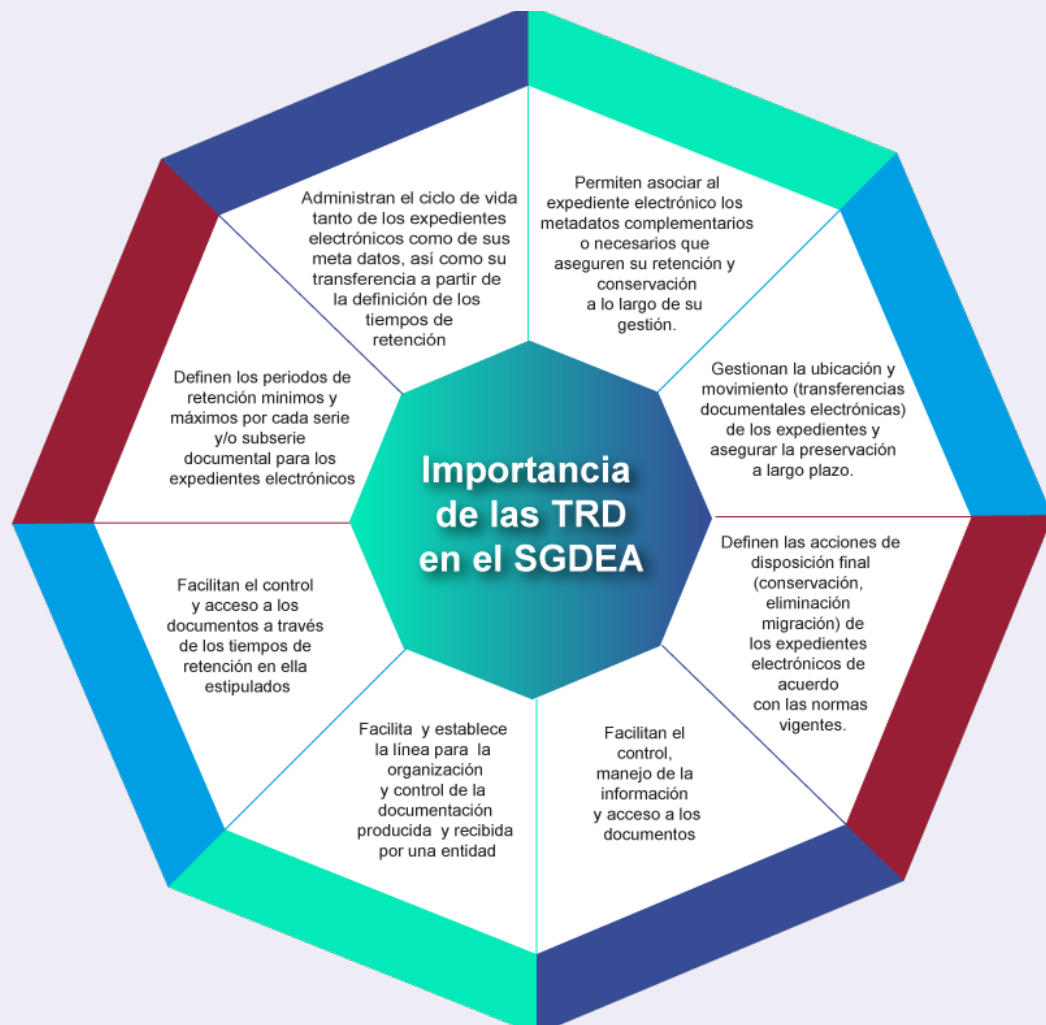 Administran el ciclo de vida
tanto de los expedientes
electrónicos como de sus
meta datos, así como su
transferencia a partir de
la definición de los
tiempos de
retención
Permiten asociar al
expediente electrónico los
metadatos complementarios
o necesarios que
aseguren su retención y
conservación
a lo largo de su
gestión.
Gestionan la ubicación y
movimiento (transferencias
documentales electrónicas)
de los expedientes y
asegurar la preservación
a largo plazo.
Definen las acciones de
disposición final
(conservación,
eliminación
migración) de
los expedientes
electrónicos de
acuerdo
con las normas
vigentes.
Facilitan el
control,
manejo de la
información
y acceso a los
documentos
Facilita y establece
la línea para la
organización
y control de la
documentación
producida y recibida
por una entidad
Facilitan el control
y acceso a los
documentos a través
de los tiempos de
retención en ella
estipulados
Definen los periodos de
retención minimos y
máximos por cada serie
y/o subserie
documental para los
expedientes electrónicos
Importancia
de las TRD
en el SGDEA